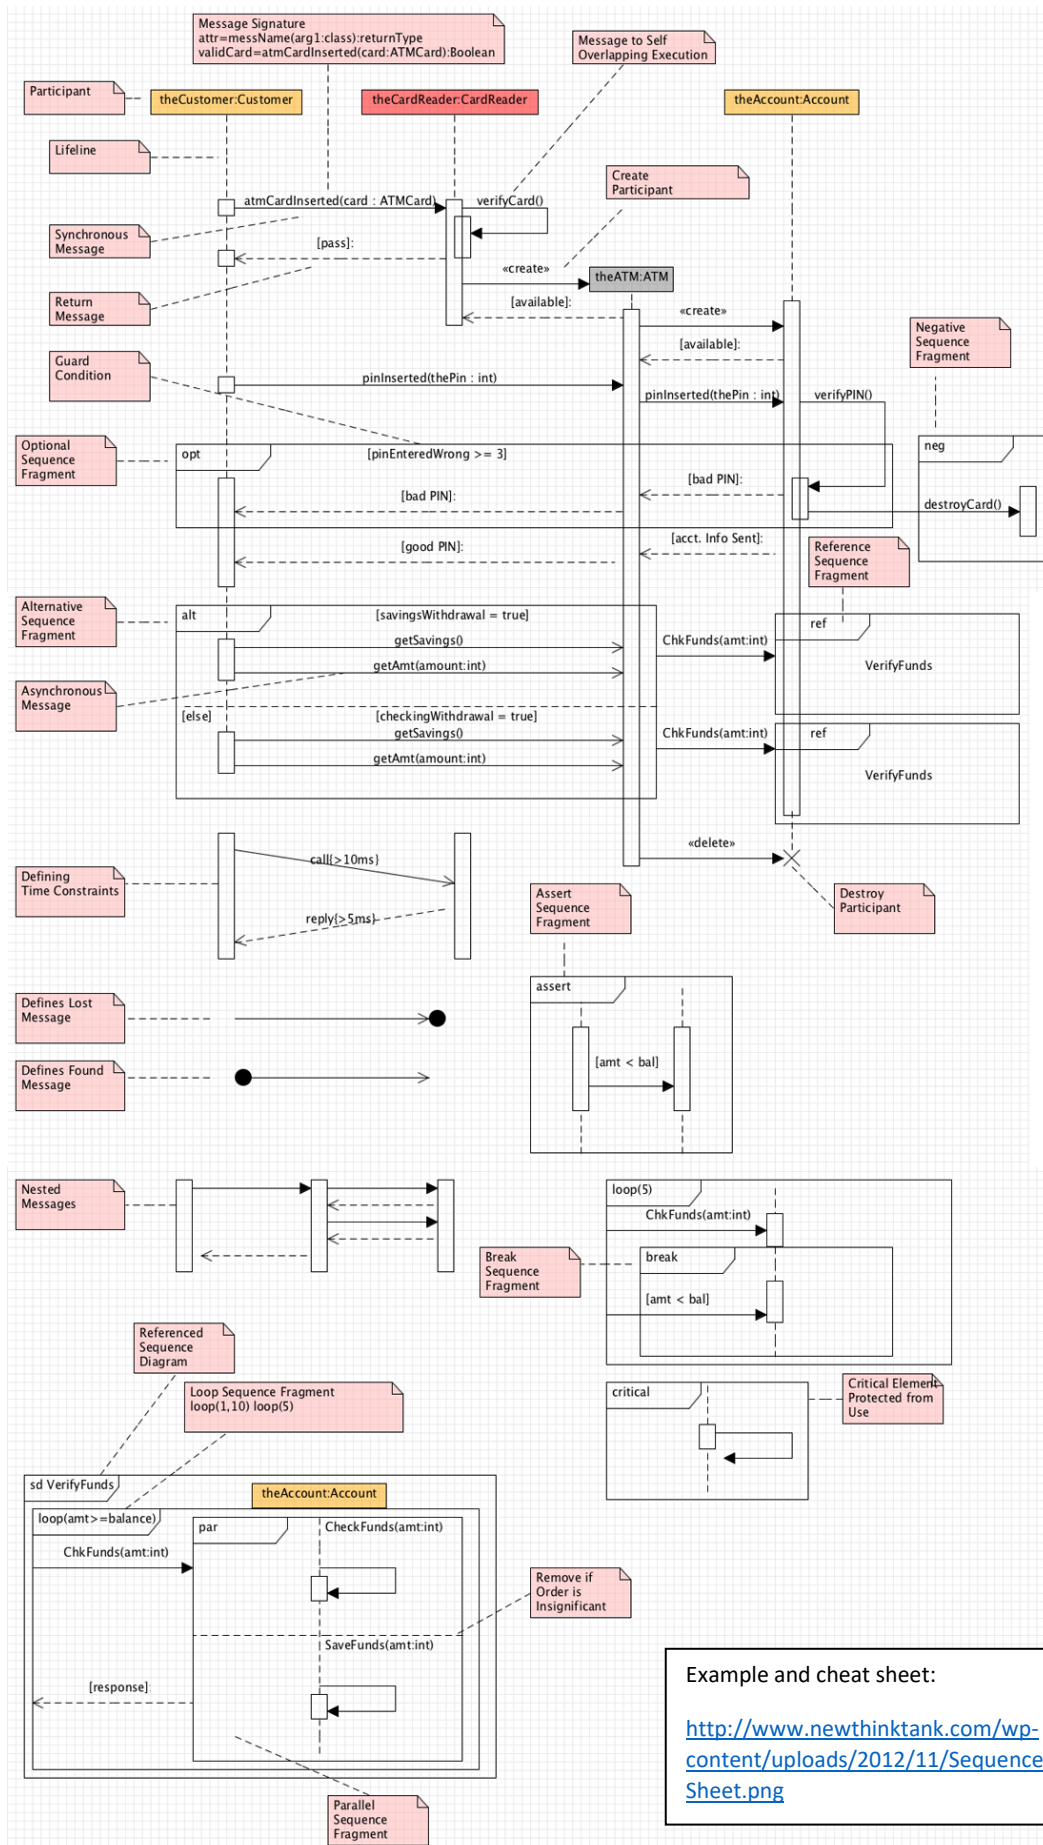 Message Signature
attr=messName(arg1:class):returnType
validCard=atmCardInserted(card:ATMCard):Boolean
Message to Self
Overlapping Execution
Participant
theCustomer:Customer
theCardReader:CardReader
theAccount:Account
Lifeline
Create
Participant
atmCardInserted(card : ATMCard)
verifyCard()
Synchronous
Message
[pass]:
«create»
theATM:ATM
Return
Message
[available]:
«create»
Negative
Sequence
Fragment
Guard
Condition
[available]:
pinInserted(thePin : int)
pinInserted(thePin : int)
verifyPIN()
Optional
Sequence
Fragment
opt
[pinEnteredWrong >= 3]
neg
[bad PIN]:
[bad PIN]:
destroyCard()
[good PIN]:
[acct. Info Sent]:
Reference
Sequence
Fragment
Alternative
Sequence
Fragment
alt
[savingsWithdrawal = true]
ref
getSavings()
ChkFunds(amt:int)
getAmt(amount:int)
VerifyFunds
Asynchronous
Message
[else]
[checkingWithdrawal = true]
getSavings()
ChkFunds(amt:int)
ref
getAmt(amount:int)
VerifyFunds
«delete»
call{>10ms}
Defining
Time Constraints
reply{>5ms}
Assert
Sequence
Fragment
Destroy
Participant
assert
Defines Lost
Message
[amt < bal]
Defines Found
Message
Nested
Messages
loop(5)
ChkFunds(amt:int)
Break
Sequence
Fragment
break
[amt < bal]
Referenced
Sequence
Diagram
Loop Sequence Fragment
loop(1,10) loop(5)
critical
Critical Element
Protected from
Use
sd VerifyFunds
theAccount:Account
loop(amt>=balance)
par
CheckFunds(amt:int)
ChkFunds(amt:int)
Remove if
Order is
Insignificant
SaveFunds(amt:int)
[response]:
Parallel
Sequence
Fragment
Example and cheat sheet:
http://www.newthinktank.com/wp-
content/uploads/2012/11/Sequence
Sheet.png